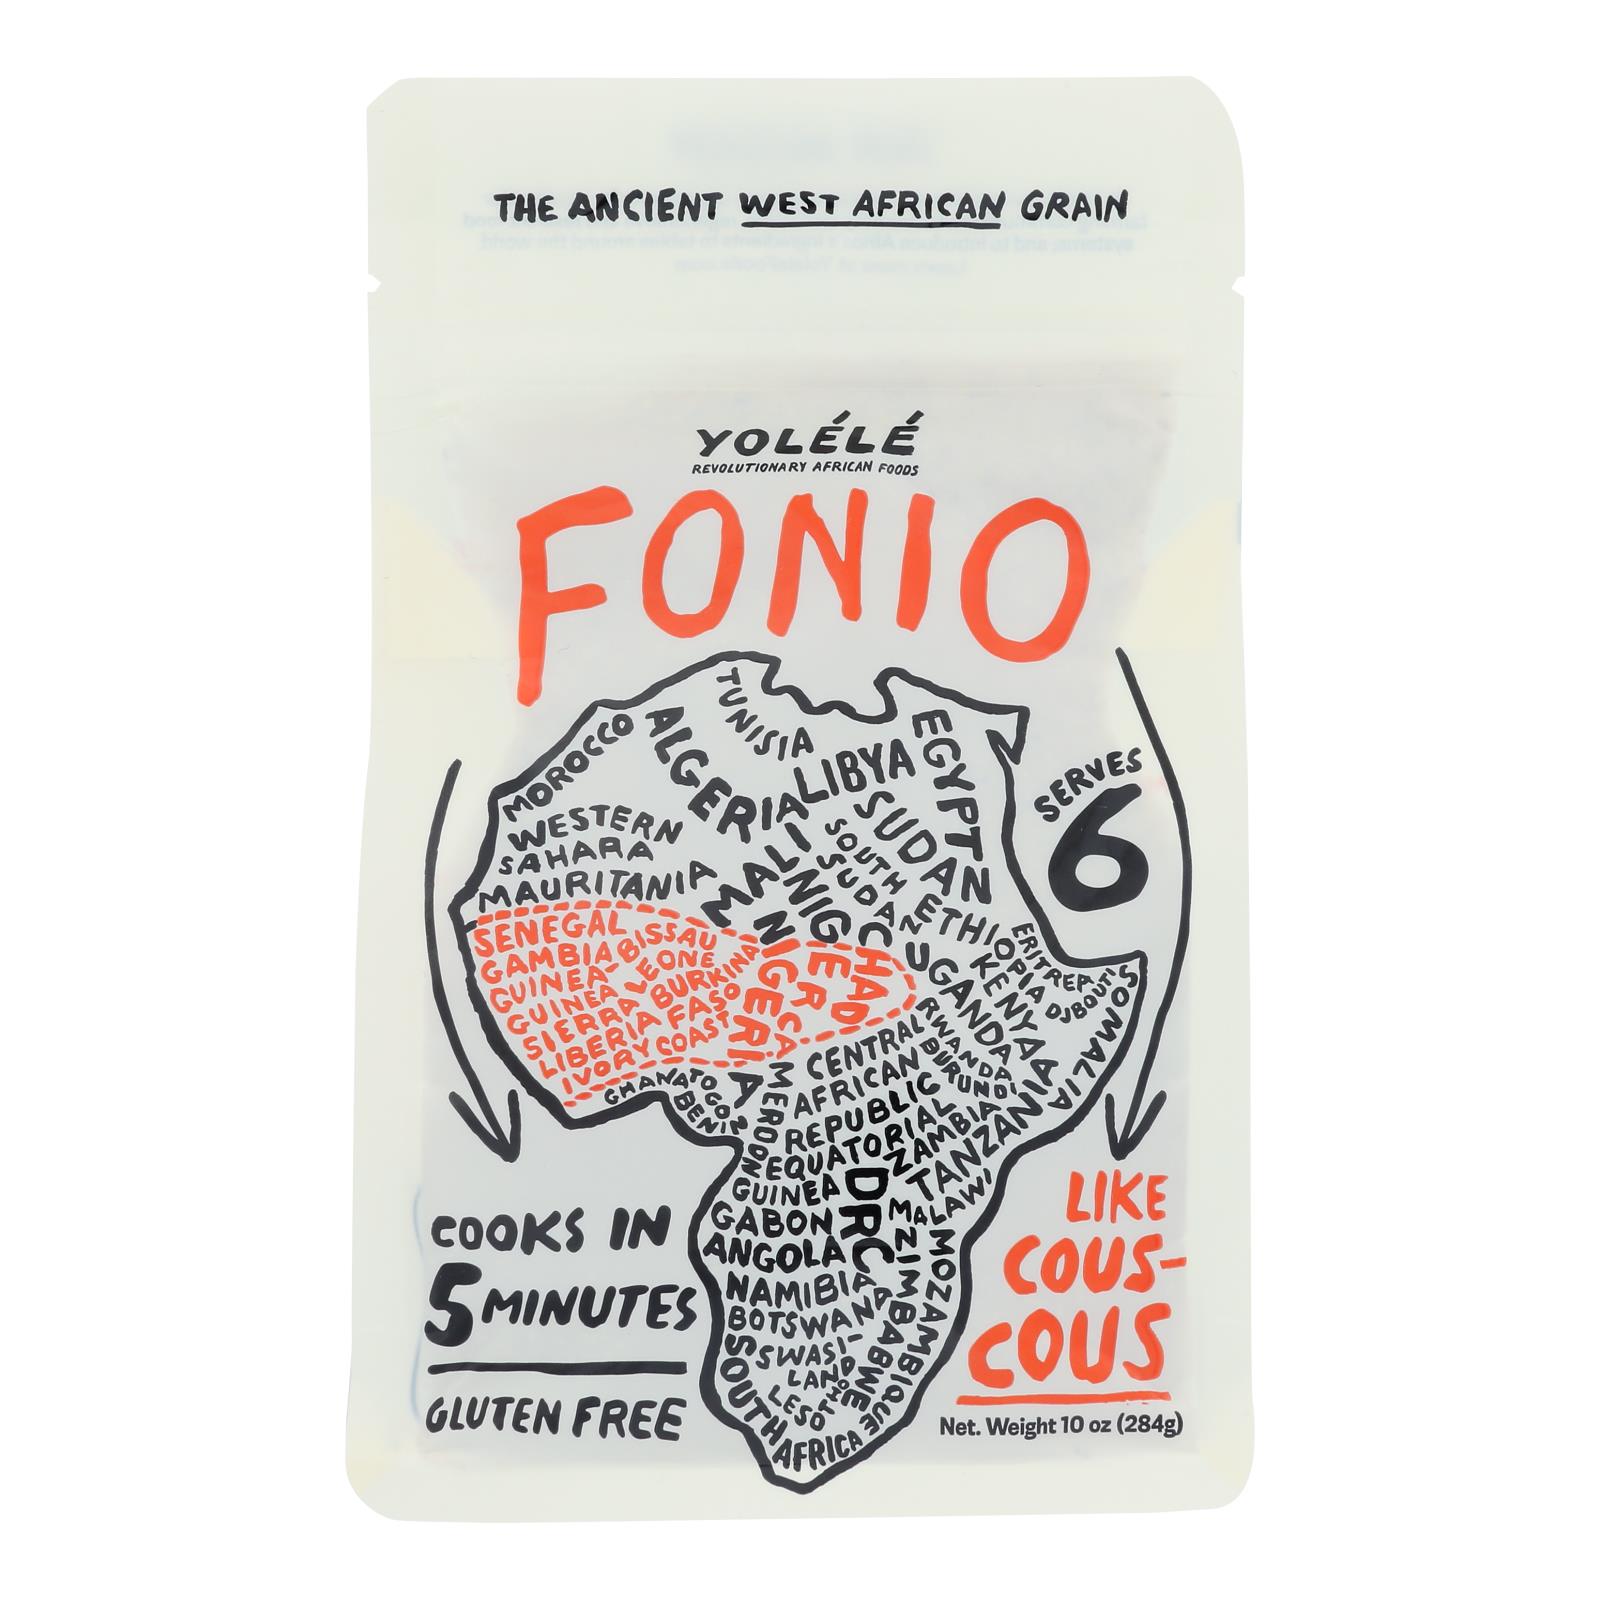 THE ANCIENT WEST AFRICAN GRAIN
YOLÉLÉ
REVOLUTIONARY AFRICAN FOODS
FONIO
TUNISIA
MOROCCO
ALGERIA
LIBYA
EGYPT
WESTERN
SAHARA
MAURITANIA
MALI
NIGER
SUDAN
SOUTH
SUDAN
CHAD
ETHIOPIA
ERITREA
DJBOUTI
SOMALIA
KENYA
UGANDA
SENEGAL
GAMBIA
GUINEA-BISSAU
GUINEA
SIERRA LEONE
LIBERIA
BURKINA
FASO
IVORY COAST
NIGERIA
GHANA
TOGO
BENIN
CAMEROON
CENTRAL
AFRICAN
REPUBLIC
RWANDA
BURUNDI
EQUATORIAL
GUINEA
ZAMBIA
TANZANIA
DRC
MALAWI
GABON
ANGOLA
NAMIBIA
BOTSWANA
ZIMBABWE
MOZAMBIQUE
SWASI-
LAND
LESOTHO
SOUTH AFRICA
SERVES
6
COOKS IN
5 MINUTES
GLUTEN FREE
LIKE
COUS-
COUS
Net. Weight 10 oz (284g)